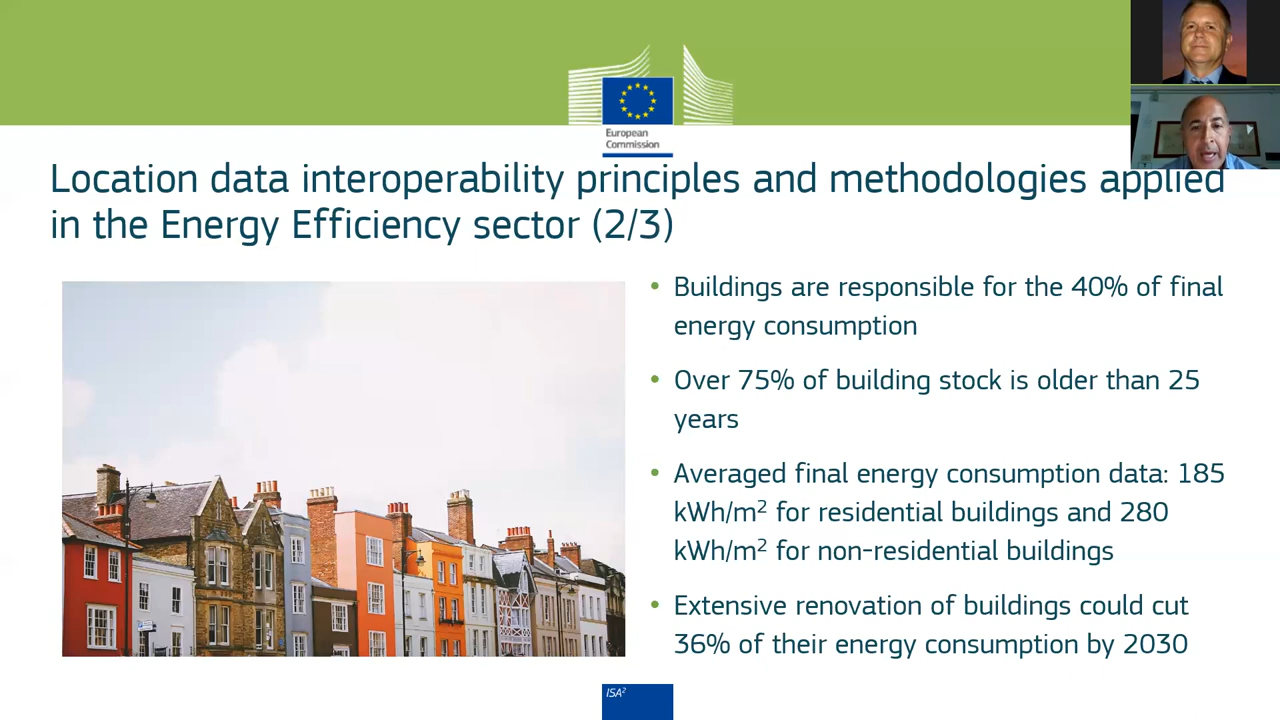 European
Commission
Location data interoperability principles and methodologies applied
in the Energy Efficiency sector (2/3)
• Buildings are responsible for the 40% of final
energy consumption
• Over 75% of building stock is older than 25
years
• Averaged final energy consumption data: 185
kWh/m² for residential buildings and 280
kWh/m² for non-residential buildings
• Extensive renovation of buildings could cut
36% of their energy consumption by 2030
ISA²